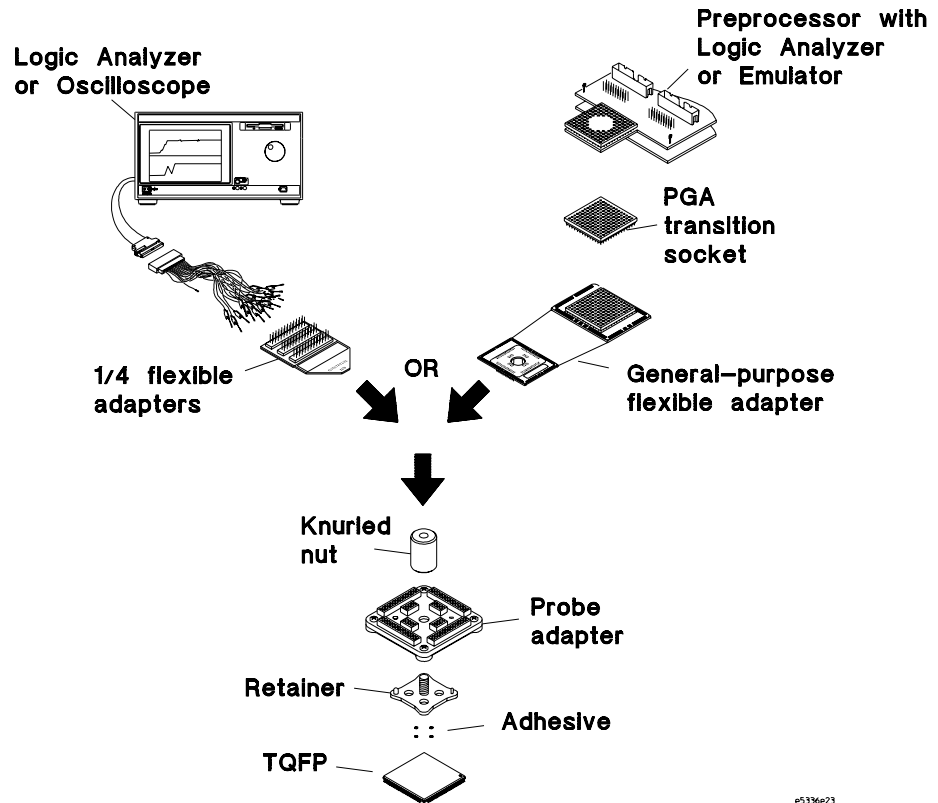 Logic Analyzer
or Oscilloscope
Preprocessor with
Logic Analyzer
or Emulator
PGA
transition
socket
1/4 flexible
adapters
OR
General-purpose
flexible adapter
Knurled
nut
Probe
adapter
Retainer
Adhesive
TQFP
e5336e23